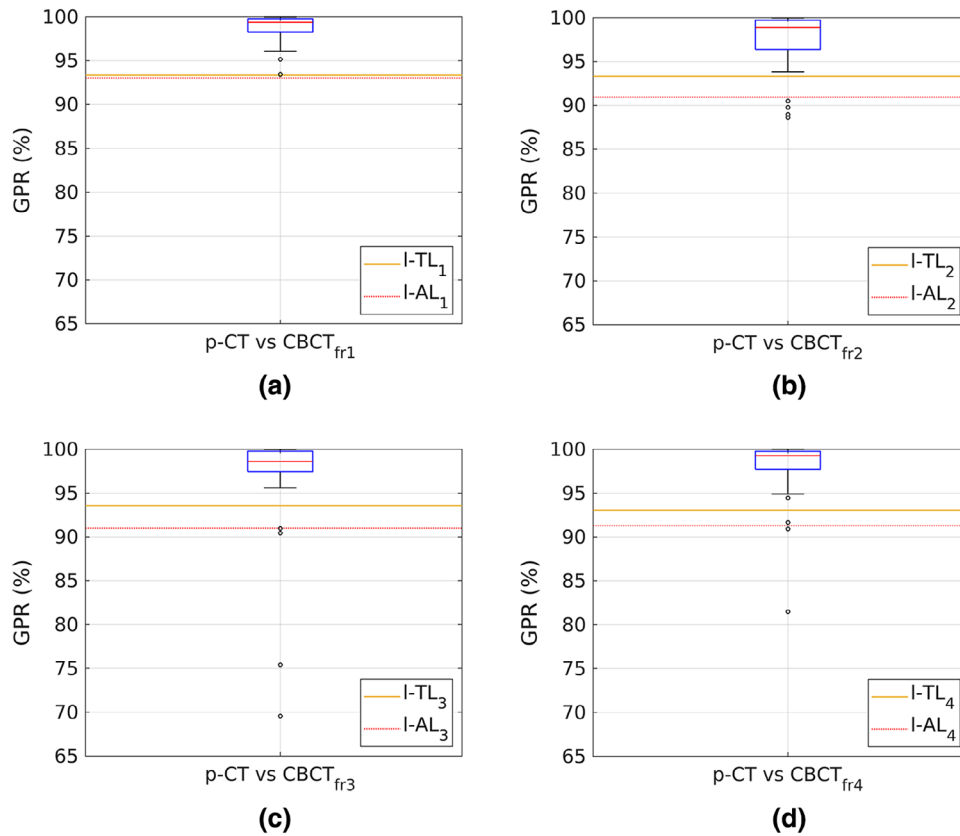 100
95
90
85
80
75
70
65
GPR (%)
l-TL1
l-AL1
p-CT vs CBCTfr1
(a)
100
95
90
85
80
75
70
65
GPR (%)
l-TL2
l-AL2
p-CT vs CBCTfr2
(b)
100
95
90
85
80
75
70
65
GPR (%)
l-TL3
l-AL3
p-CT vs CBCTfr3
(c)
100
95
90
85
80
75
70
65
GPR (%)
l-TL4
l-AL4
p-CT vs CBCTfr4
(d)